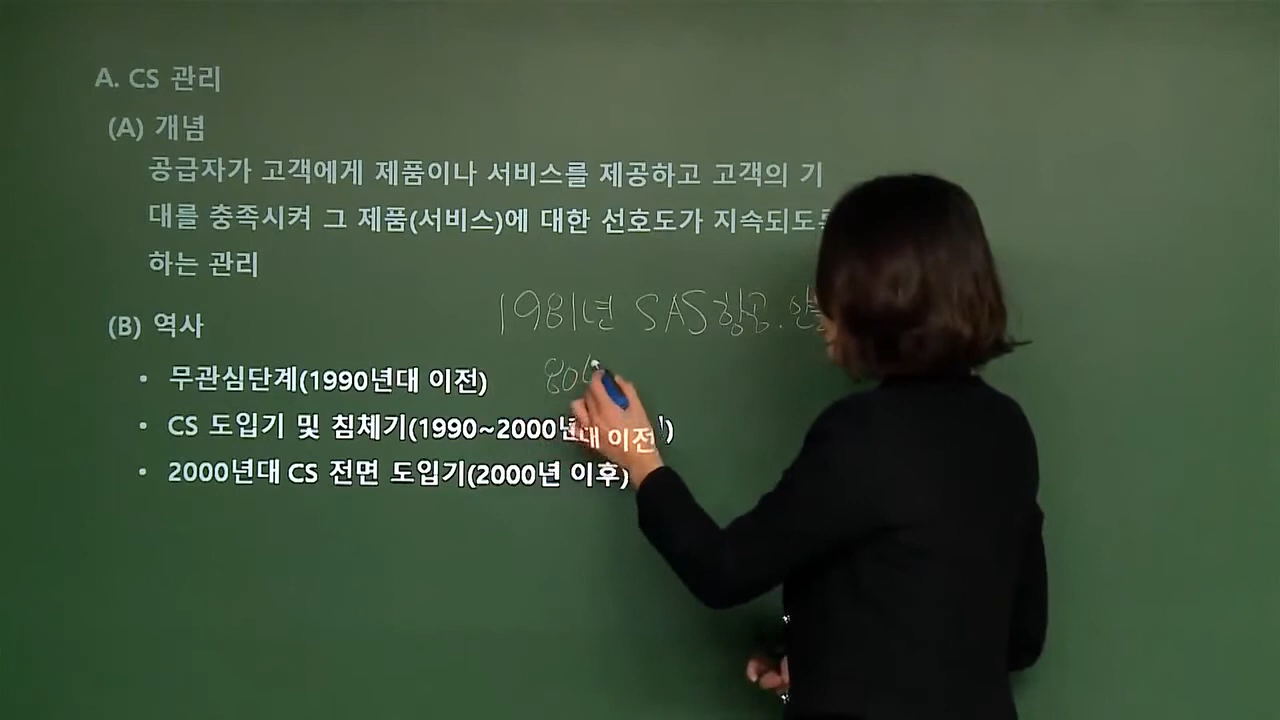 A. CS 관리
(A) 개념
공급자가 고객에게 제품이나 서비스를 제공하고 고객의 기
대를 충족시켜 그 제품(서비스)에 대한 선호도가 지속되도록
하는 관리
(B) 역사
1981년 SAS항공.
• 무관심단계(1990년대 이전)
80
• CS 도입기 및 침체기(1990~2000년대 이전)
• 2000년대 CS 전면 도입기(2000년 이후)